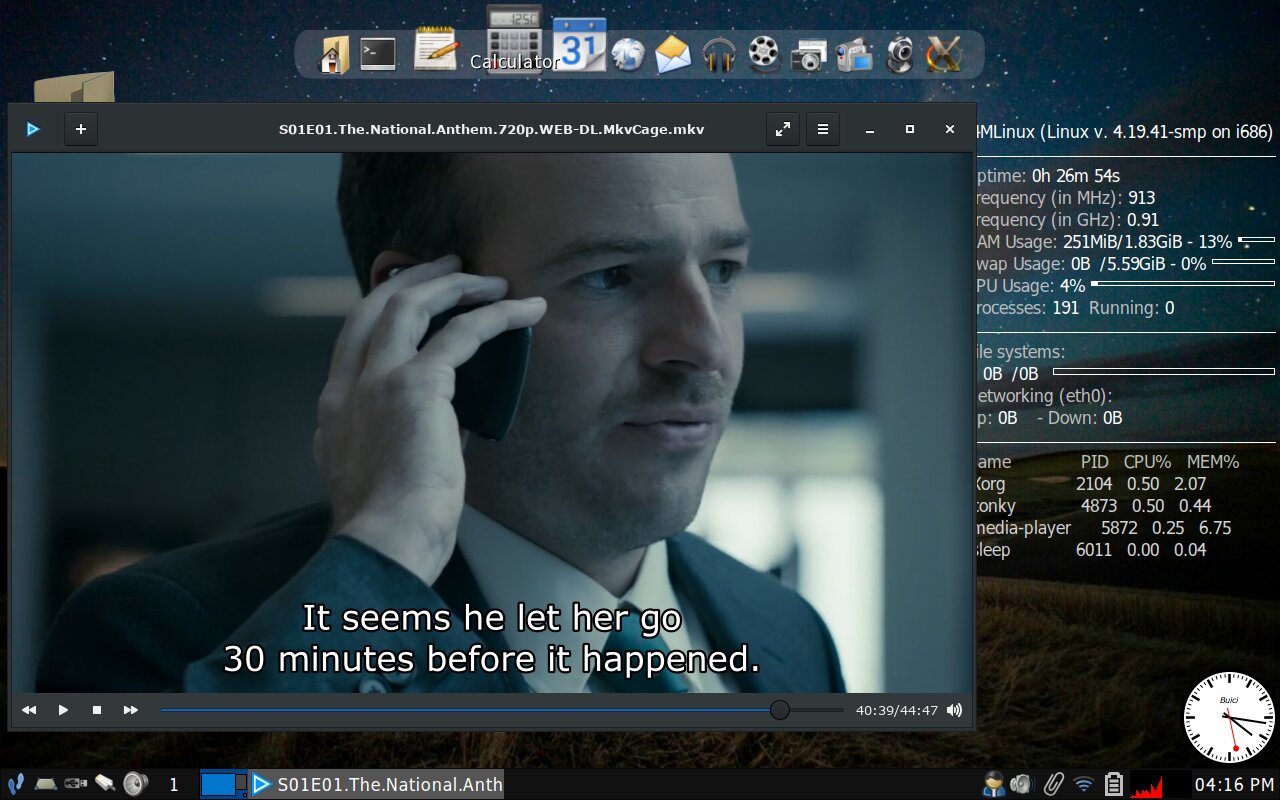 1250
31
Calculator
S01E01.The.National.Anthem.720p.WEB-DL.MkvCage.mkv
4MLinux (Linux v. 4.19.41-smp on i686)
ptime: 0h 26m 54s
requency (in MHz): 913
requency (in GHz): 0.91
AM Usage: 251MiB/1.83GiB - 13%
wap Usage: 0B /5.59GiB - 0%
PU Usage: 4%
rocesses: 191 Running: 0
ile systems:
0B /0B
etworking (eth0):
p: 0B - Down: 0B
ame PID CPU% MEM%
Xorg 2104 0.50 2.07
conky 4873 0.50 0.44
media-player 5872 0.25 6.75
sleep 6011 0.00 0.04
It seems he let her go
30 minutes before it happened.
40:39/44:47
Buici
1
S01E01.The.National.Anth
04:16 PM